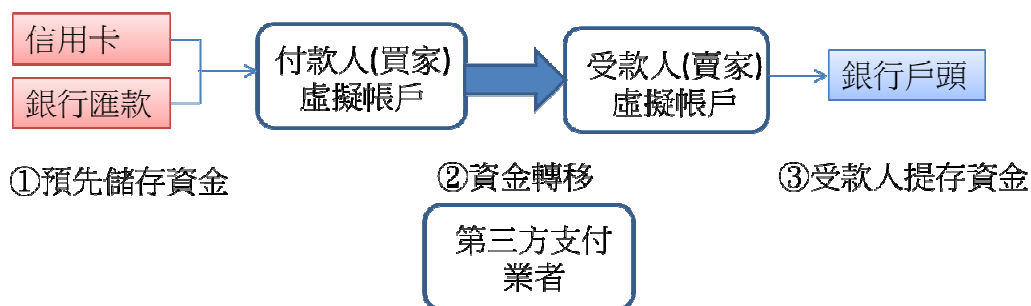 信用卡
銀行匯款
付款人(買家)
虛擬帳戶
受款人(賣家)
虛擬帳戶
銀行戶頭
①預先儲存資金
②資金轉移
③受款人提存資金
第三方支付
業者